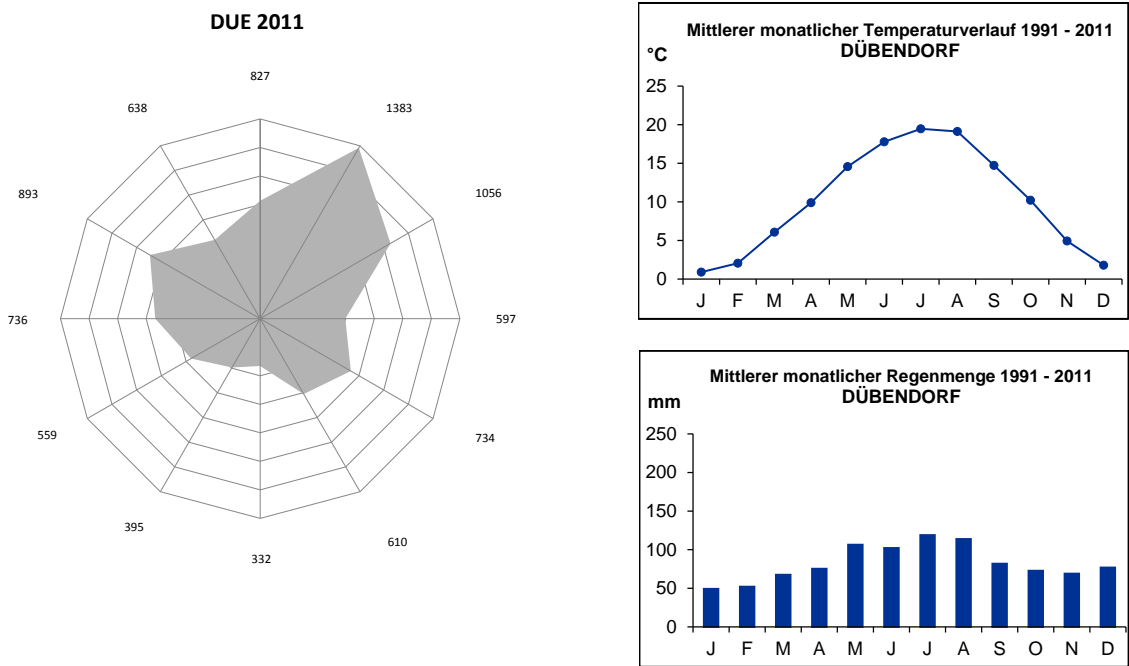 DUE 2011
827
1383
1056
597
734
610
332
395
559
736
893
638
Mittlerer monatlicher Temperaturverlauf 1991 - 2011
DÜBENDORF
°C
25
20
15
10
5
0
J F M A M J J A S O N D
Mittlerer monatlicher Regenmenge 1991 - 2011
DÜBENDORF
mm
250
200
150
100
50
0
J F M A M J J A S O N D